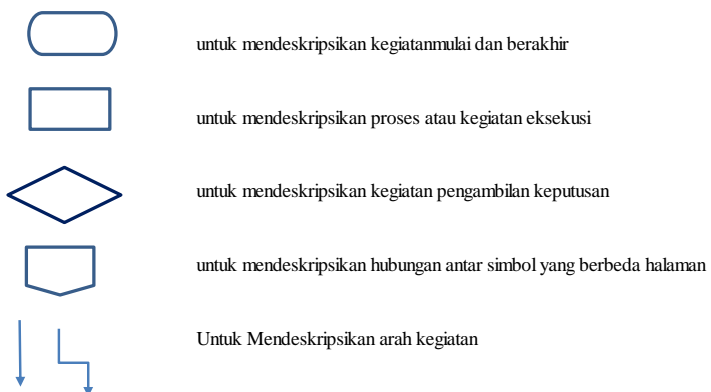 untuk mendeskripsikan kegiatanmulai dan berakhir
untuk mendeskripsikan proses atau kegiatan eksekusi
untuk mendeskripsikan kegiatan pengambilan keputusan
untuk mendeskripsikan hubungan antar simbol yang berbeda halaman
Untuk Mendeskripsikan arah kegiatan